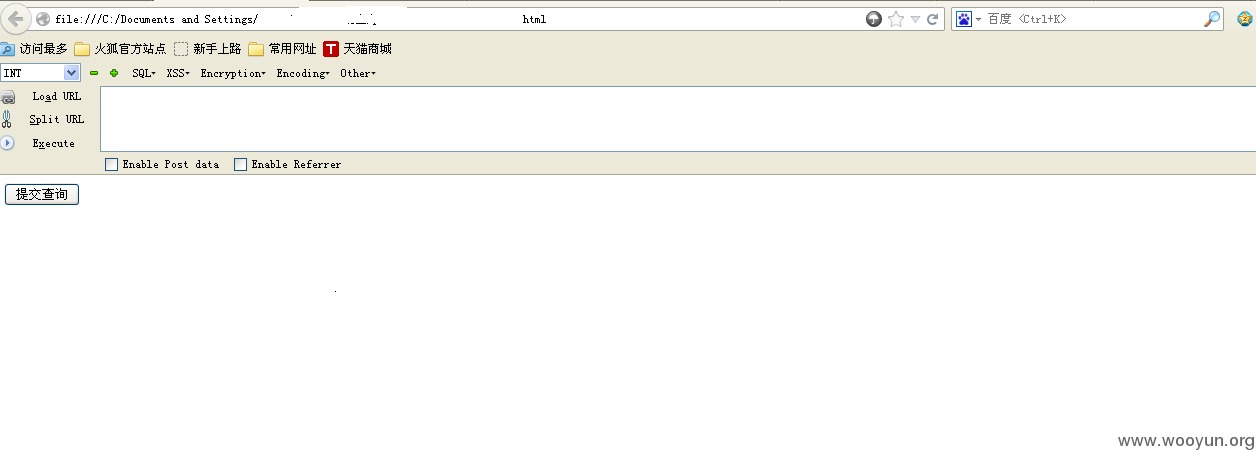 file:///C:/Documents and Settings/ html 百度 <Ctrl+K>
访问最多 火狐官方站点 新手上路 常用网址 T 天猫商城
INT SQL XSS Encryption Encoding Other
Load URL
Split URL
Execute
Enable Post data Enable Referrer
提交查询
www.wooyun.org